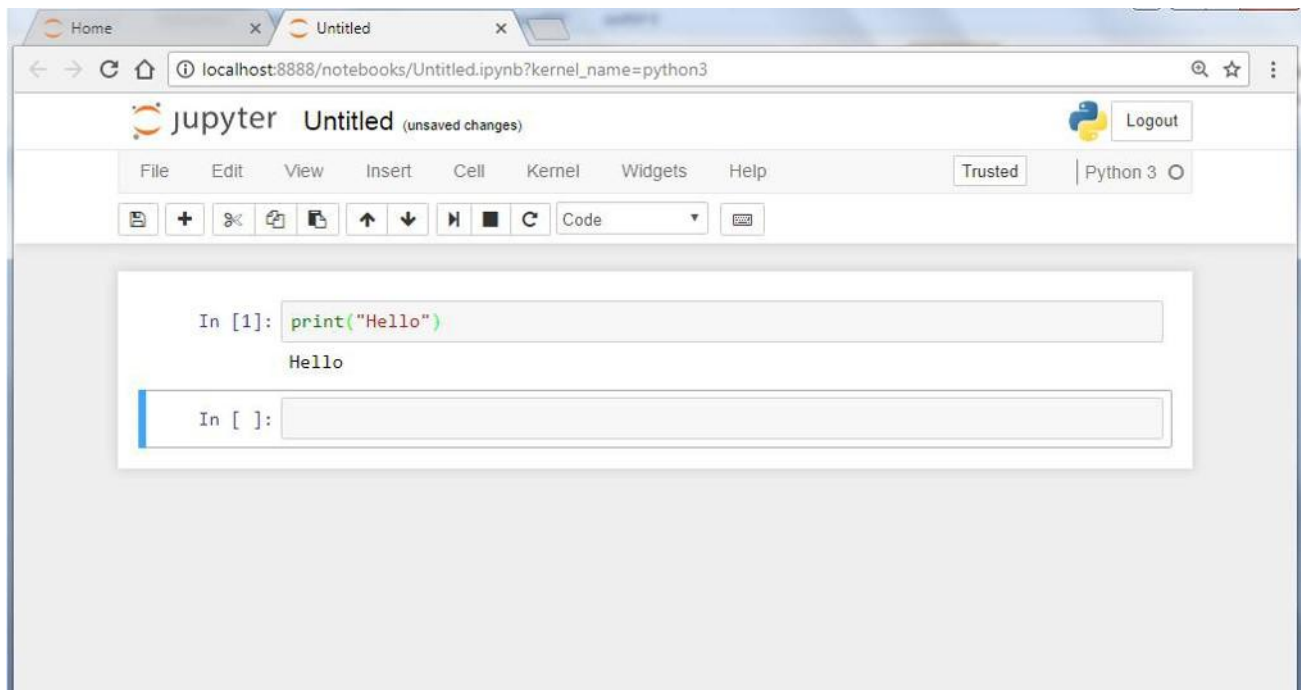 Home Untitled
localhost:8888/notebooks/Untitled.ipynb?kernel_name=python3
jupyter Untitled (unsaved changes) Logout
File Edit View Insert Cell Kernel Widgets Help Trusted Python 3
Code
In [1]: print("Hello")
Hello
In [ ]: